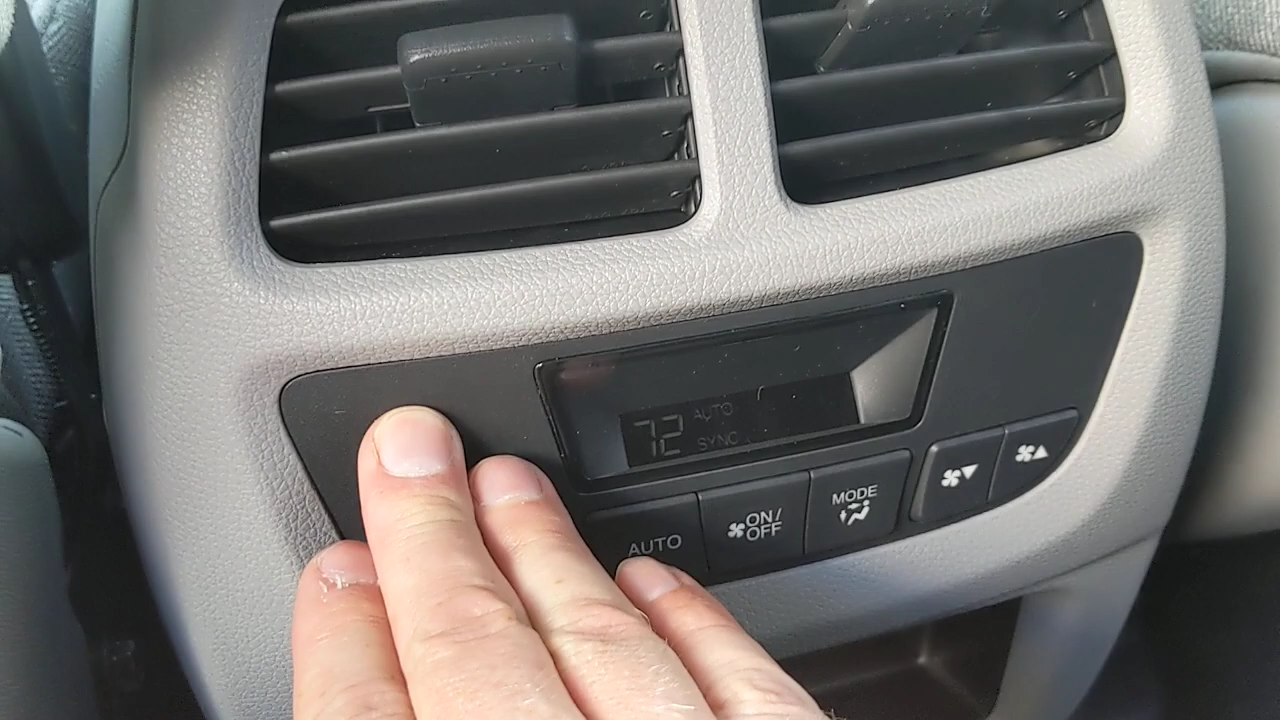 72 AUTO
SYNC
MODE
ON/
OFF
AUTO